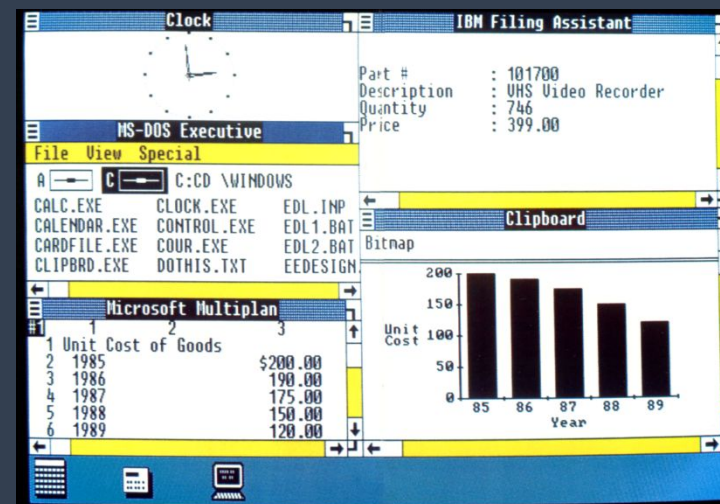 Clock
MS-DOS Executive
File View Special
A C C:CD \WINDOWS
CALC.EXE CLOCK.EXE EDL.INP
CALENDAR.EXE CONTROL.EXE EDL1.BAT
CARDFILE.EXE COUR.EXE EDL2.BAT
CLIPBRD.EXE DOTHIS.TXT EEDESIGN.
Microsoft Multiplan
#1 1 2 3
1 Unit Cost of Goods
2 1985 $200.00
3 1986 190.00
4 1987 175.00
5 1988 150.00
6 1989 120.00
IBM Filing Assistant
Part # : 101700
Description : VHS Video Recorder
Quantity : 746
Price : 399.00
Clipboard
Bitmap
200
150
Unit
Cost 100
50
0
85 86 87 88 89
Year